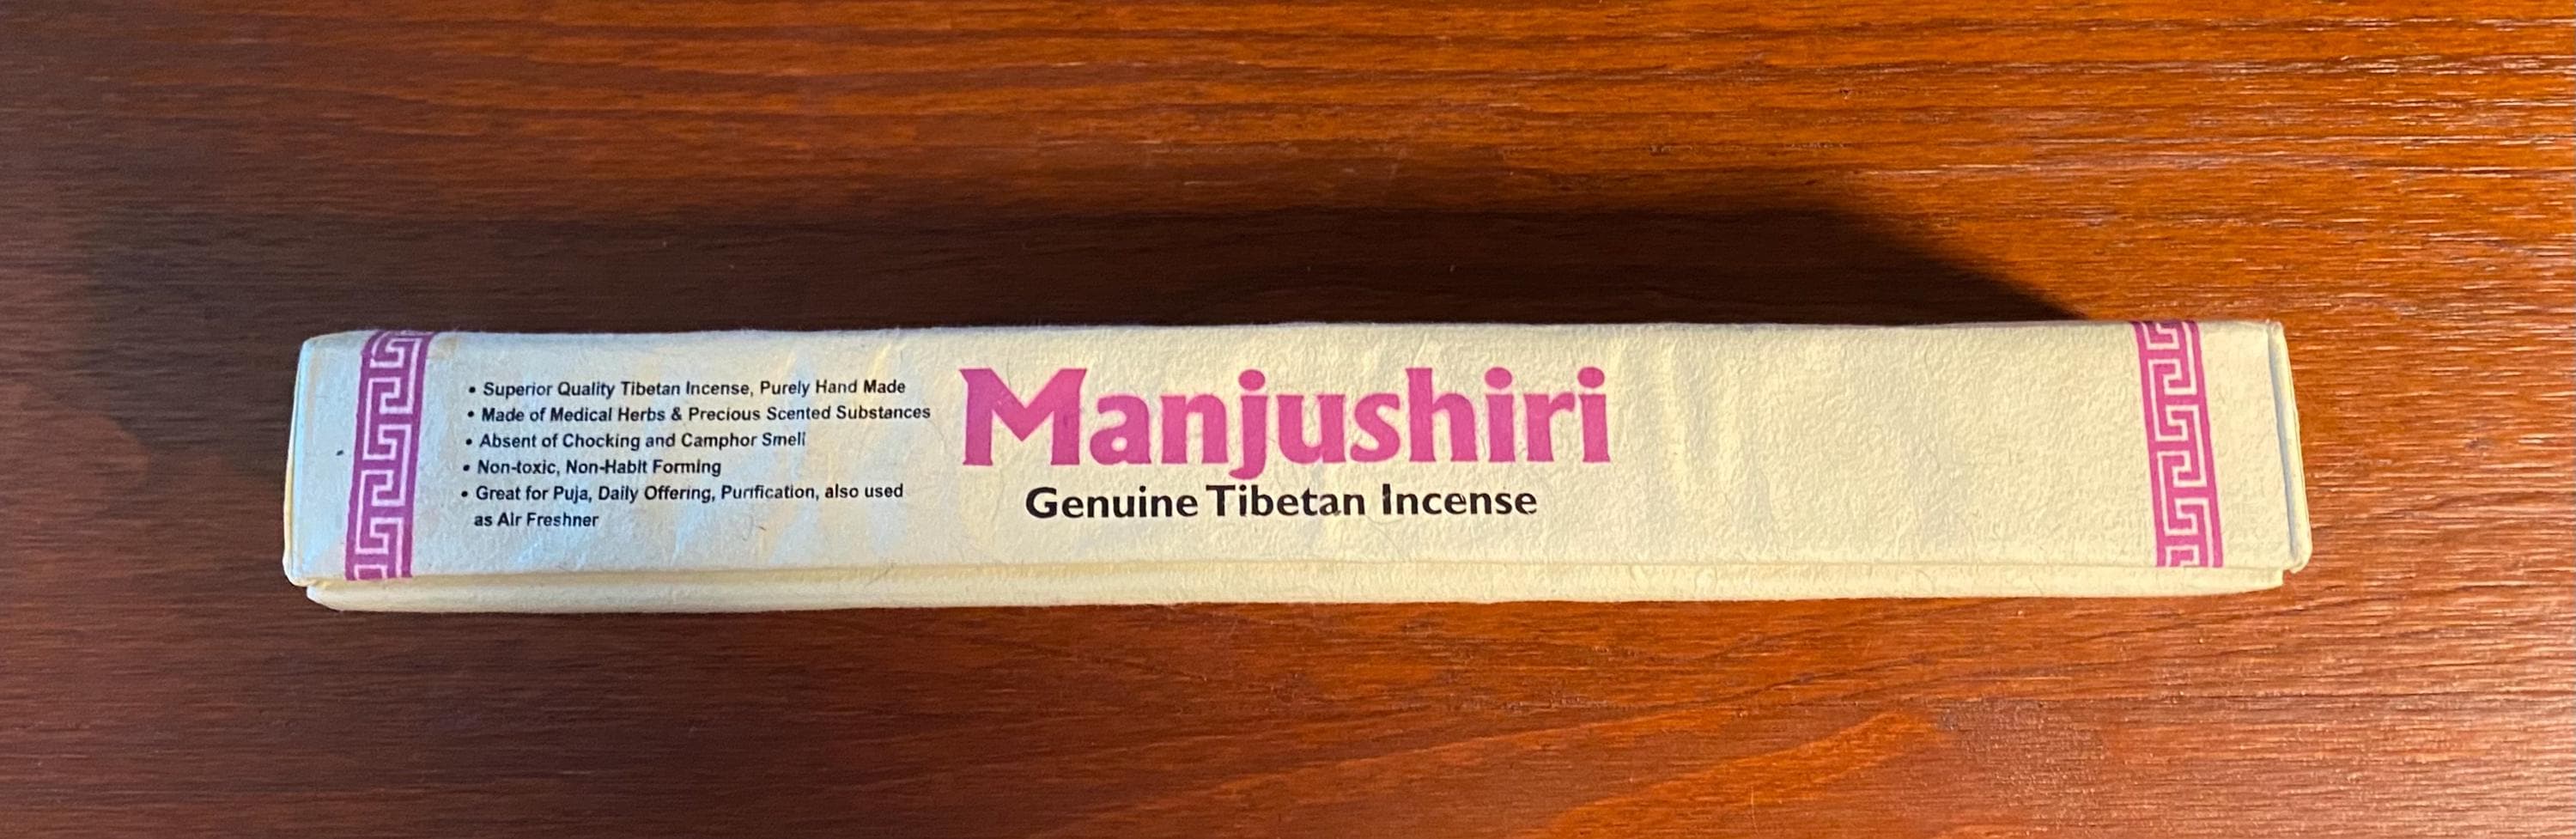 • Superior Quality Tibetan Incense, Purely Hand Made
• Made of Medical Herbs & Precious Scented Substances
• Absent of Chocking and Camphor Smell
• Non-toxic, Non-Habit Forming
• Great for Puja, Daily Offering, Purification, also used
as Air Freshner
Manjushiri
Genuine Tibetan Incense